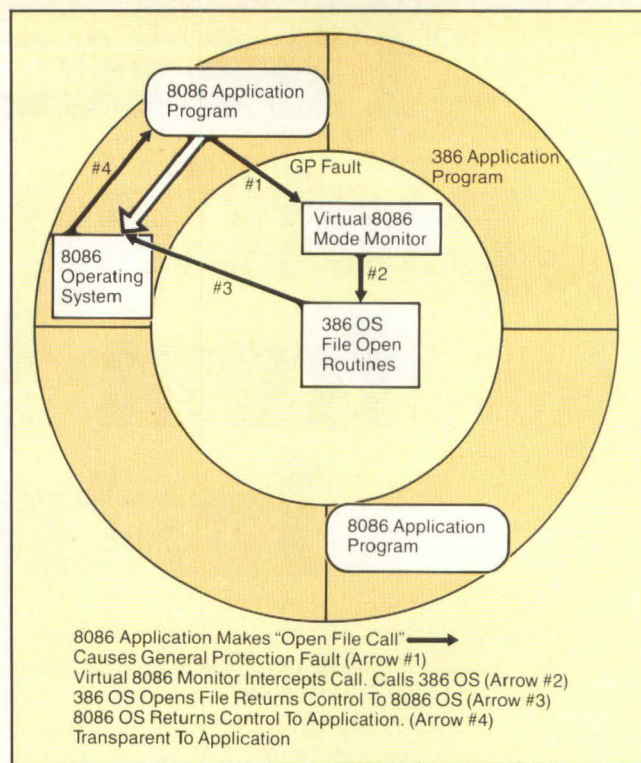 8086 Application
Program
#4
GP Fault
#1
386 Application
Program
Virtual 8086
Mode Monitor
8086
Operating
System
#2
#3
386 OS
File Open
Routines
8086 Application
Program
8086 Application Makes "Open File Call"
Causes General Protection Fault (Arrow #1)
Virtual 8086 Monitor Intercepts Call. Calls 386 OS (Arrow #2)
386 OS Opens File Returns Control To 8086 OS (Arrow #3)
8086 OS Returns Control To Application. (Arrow #4)
Transparent To Application